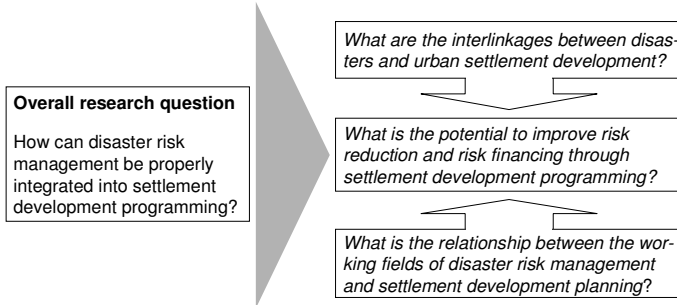 Overall research question
How can disaster risk
management be properly
integrated into settlement
development programming?
What are the interlinkages between disas-
ters and urban settlement development?
What is the potential to improve risk
reduction and risk financing through
settlement development programming?
What is the relationship between the wor-
king fields of disaster risk management
and settlement development planning?